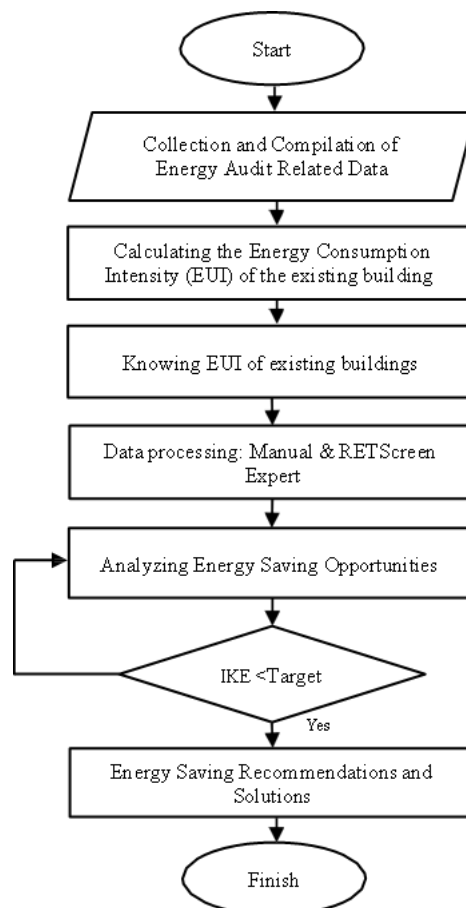 Start
Collection and Compilation of
Energy Audit Related Data
Calculating the Energy Consumption
Intensity (EUI) of the existing building
Knowing EUI of existing buildings
Data processing: Manual & RETScreen
Expert
Analyzing Energy Saving Opportunities
IKE <Target
Yes
Energy Saving Recommendations and
Solutions
Finish